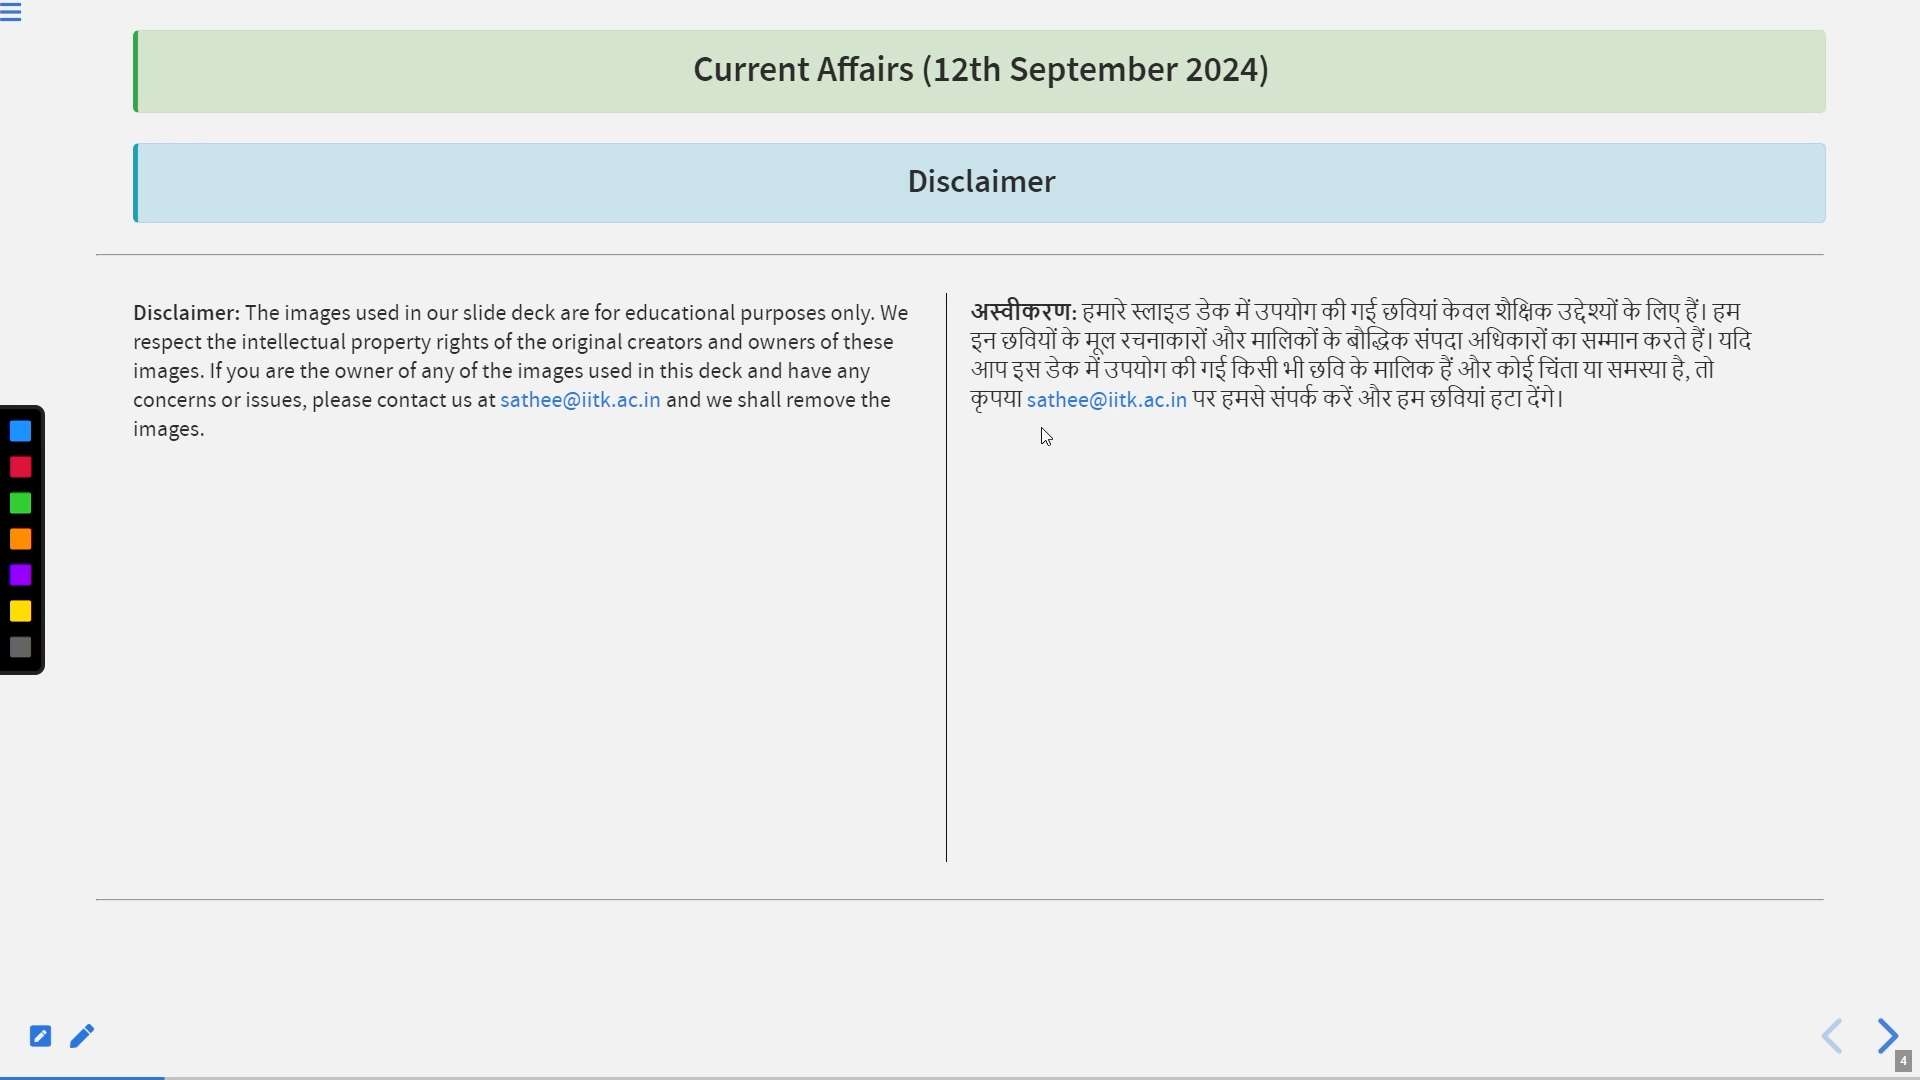 Current Affairs (12th September 2024)
Disclaimer
Disclaimer: The images used in our slide deck are for educational purposes only. We
respect the intellectual property rights of the original creators and owners of these
images. If you are the owner of any of the images used in this deck and have any
concerns or issues, please contact us at sathee@iitk.ac.in and we shall remove the
images.
अस्वीकरण: हमारे स्लाइड डेक में उपयोग की गई छवियां केवल शैक्षिक उद्देश्यों के लिए हैं। हम
इन छवियों के मूल रचनाकारों और मालिकों के बौद्धिक संपदा अधिकारों का सम्मान करते हैं। यदि
आप इस डेक में उपयोग की गई किसी भी छवि के मालिक हैं और कोई चिंता या समस्या है, तो
कृपया sathee@iitk.ac.in पर हमसे संपर्क करें और हम छवियां हटा देंगे।
4